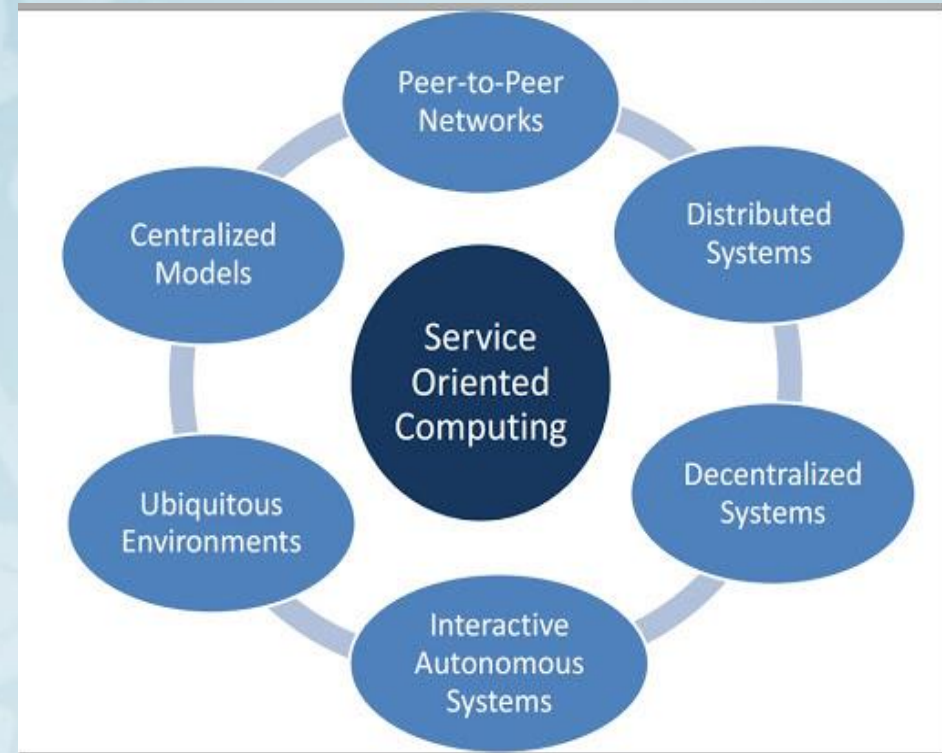 Peer-to-Peer
Networks
Distributed
Systems
Decentralized
Systems
Interactive
Autonomous
Systems
Ubiquitous
Environments
Centralized
Models
Service
Oriented
Computing